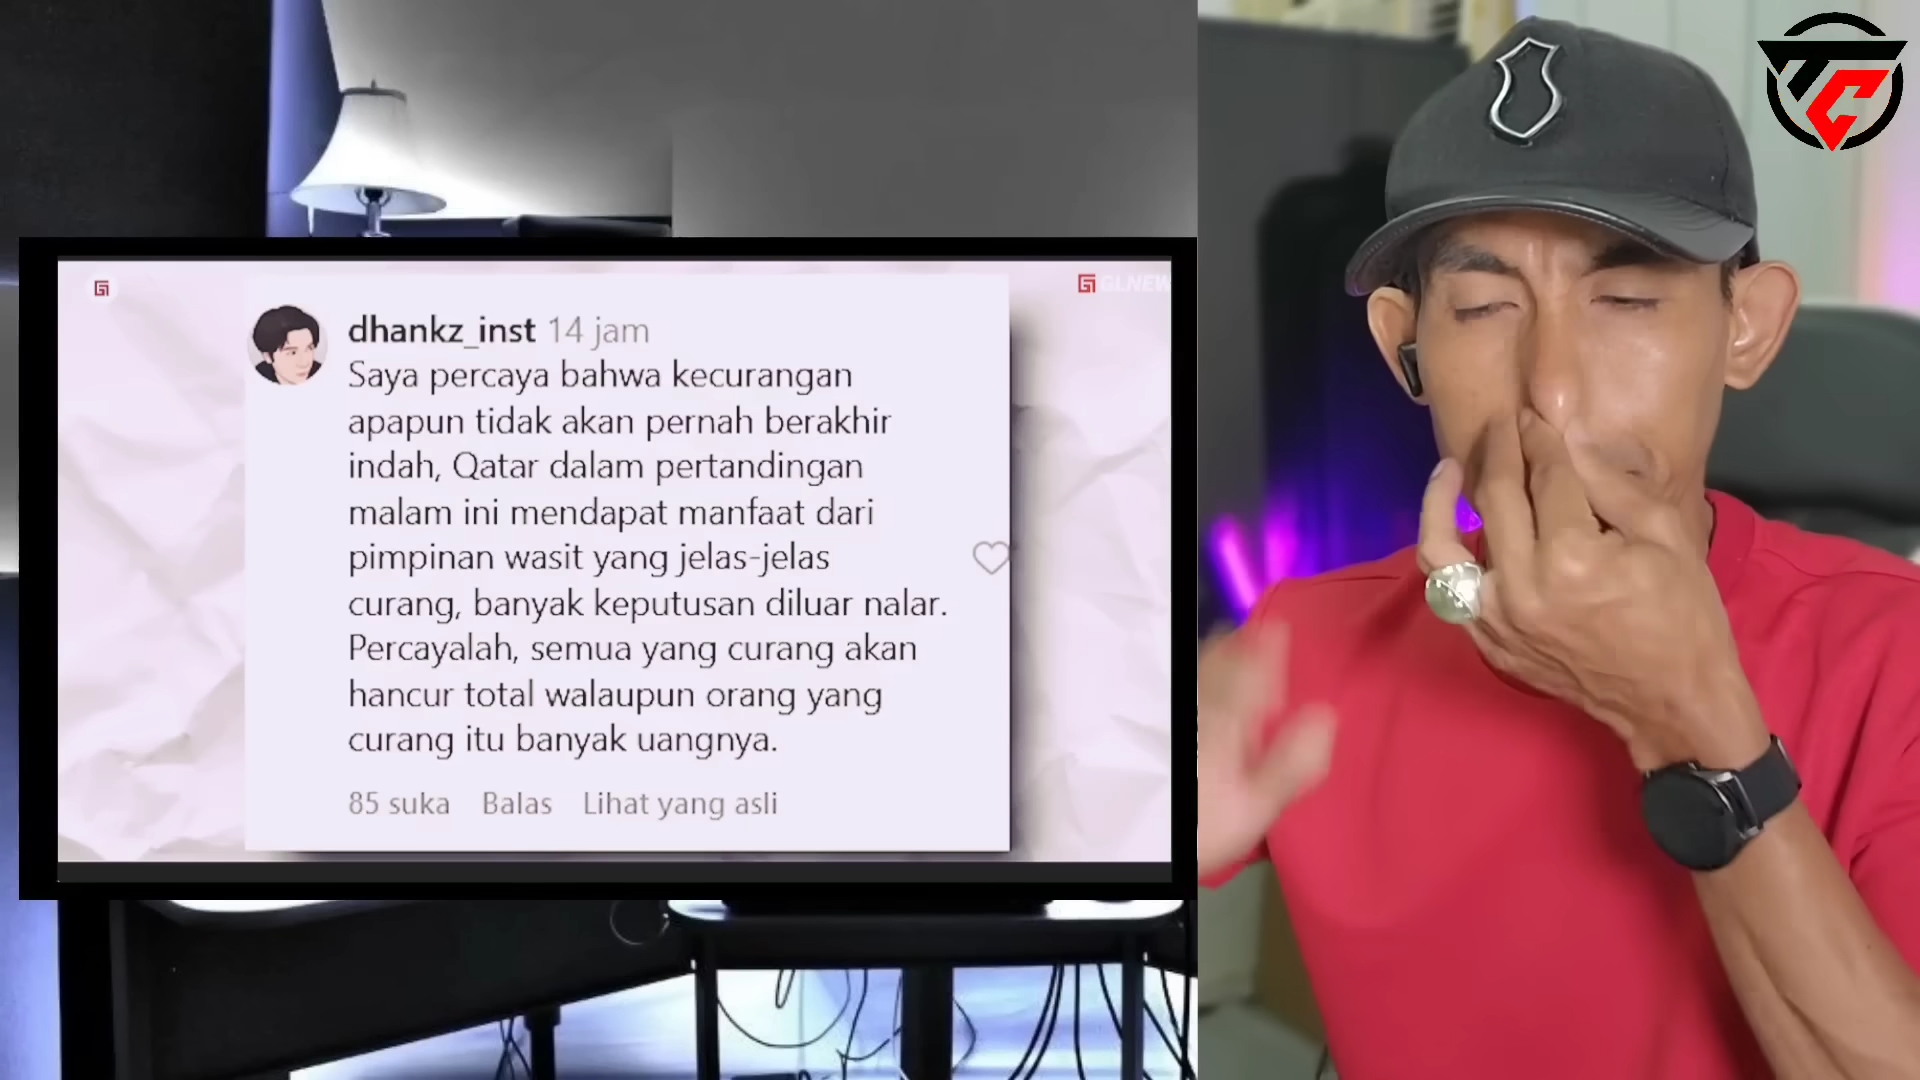 GLNEW
dhankz_inst 14 jam
Saya percaya bahwa kecurangan
apapun tidak akan pernah berakhir
indah, Qatar dalam pertandingan
malam ini mendapat manfaat dari
pimpinan wasit yang jelas-jelas
curang, banyak keputusan diluar nalar.
Percayalah, semua yang curang akan
hancur total walaupun orang yang
curang itu banyak uangnya.
85 suka Balas Lihat yang asli
TC